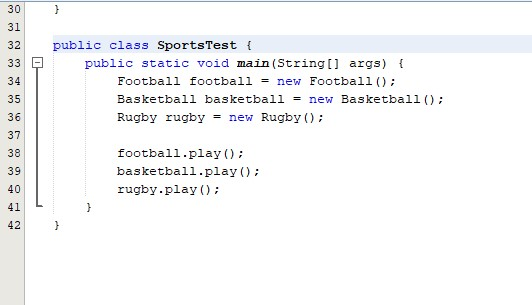 30 }
31
32 public class SportsTest {
33 public static void main(String[] args) {
34 Football football = new Football();
35 Basketball basketball = new Basketball();
36 Rugby rugby = new Rugby();
37
38 football.play();
39 basketball.play();
40 rugby.play();
41 }
42 }